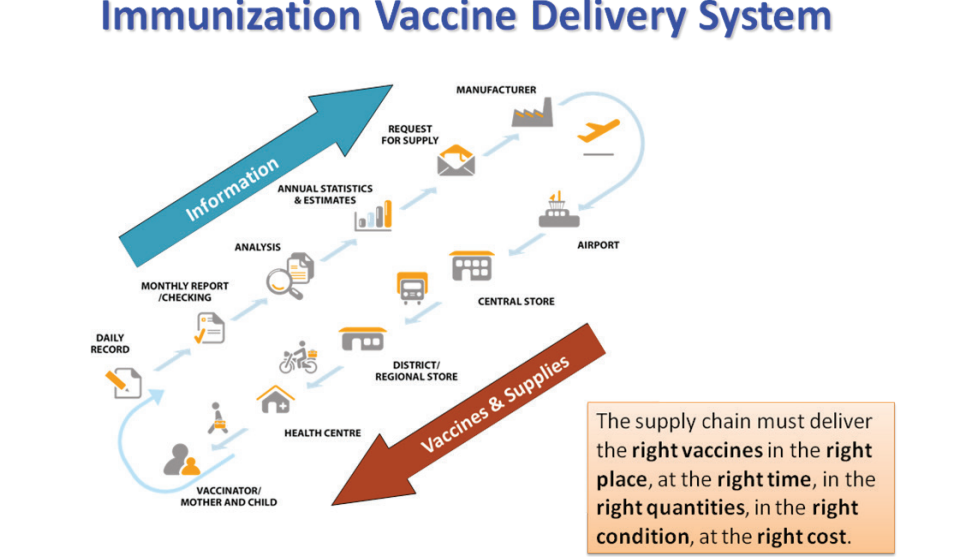 Immunization Vaccine Delivery System
MANUFACTURER
REQUEST
FOR SUPPLY
Information
ANNUAL STATISTICS
& ESTIMATES
ANALYSIS
AIRPORT
MONTHLY REPORT
/CHECKING
CENTRAL STORE
DAILY
RECORD
DISTRICT/
REGIONAL STORE
Vaccines & Supplies
HEALTH CENTRE
VACCINATOR/
MOTHER AND CHILD
The supply chain must deliver
the right vaccines in the right
place, at the right time, in the
right quantities, in the right
condition, at the right cost.